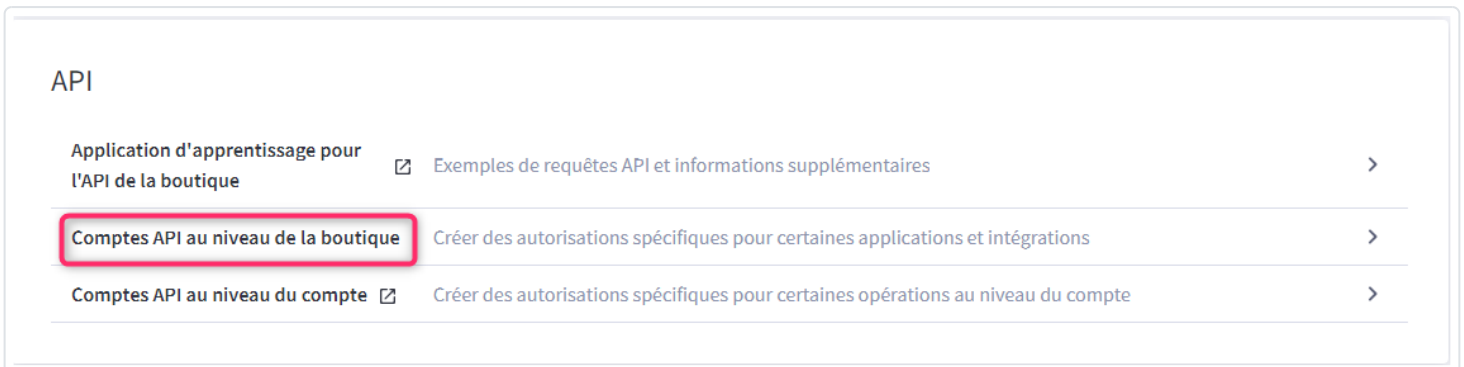 API
Application d'apprentissage pour
l'API de la boutique
Exemples de requêtes API et informations supplémentaires
Comptes API au niveau de la boutique
Créer des autorisations spécifiques pour certaines applications et intégrations
Comptes API au niveau du compte
Créer des autorisations spécifiques pour certaines opérations au niveau du compte